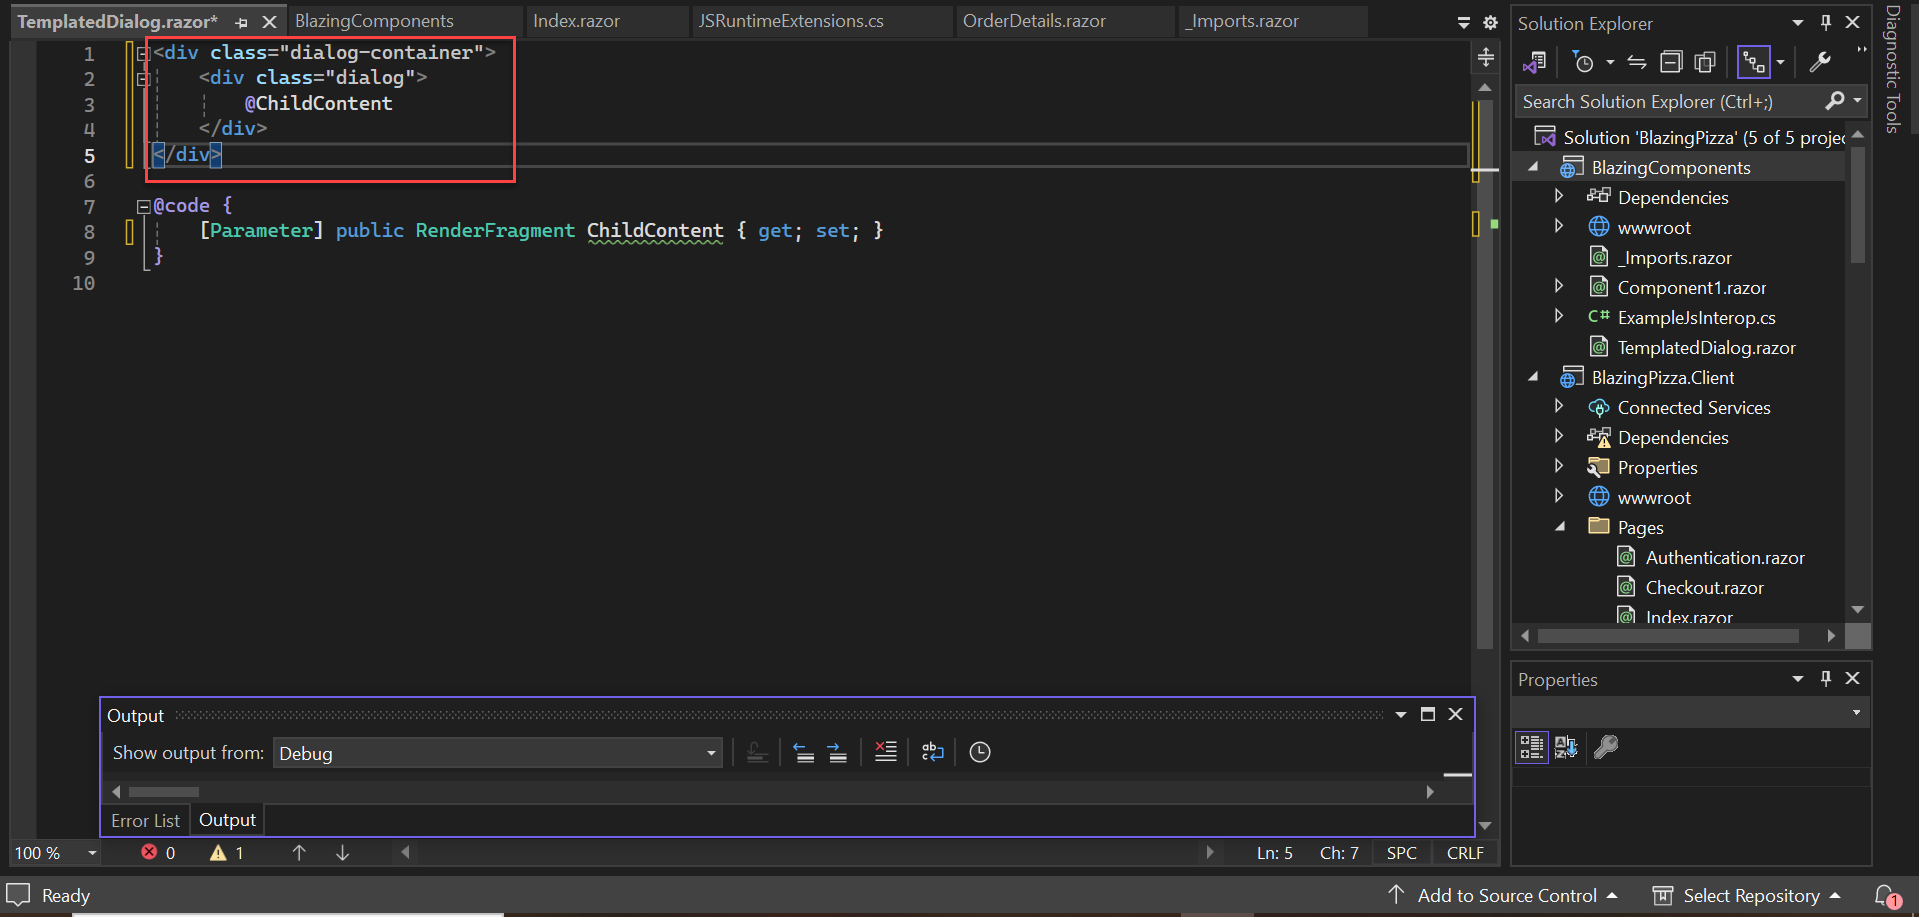 TemplatedDialog.razor*
BlazingComponents
Index.razor
JSRuntimeExtensions.cs
OrderDetails.razor
_Imports.razor
1 <div class="dialog-container">
2 <div class="dialog">
3 @ChildContent
4 </div>
5 </div>
6
7 @code {
8 [Parameter] public RenderFragment ChildContent { get; set; }
9 }
10
Output
Show output from: Debug
Error List Output
100 % 0 1 Ln: 5 Ch: 7 SPC CRLF
Solution Explorer
Search Solution Explorer (Ctrl+;)
Solution 'BlazingPizza' (5 of 5 projec
BlazingComponents
Dependencies
wwwroot
_Imports.razor
Component1.razor
C# ExampleJsInterop.cs
TemplatedDialog.razor
BlazingPizza.Client
Connected Services
Dependencies
Properties
wwwroot
Pages
Authentication.razor
Checkout.razor
Index.razor
Properties
Diagnostic Tools
Ready
Add to Source Control
Select Repository
1